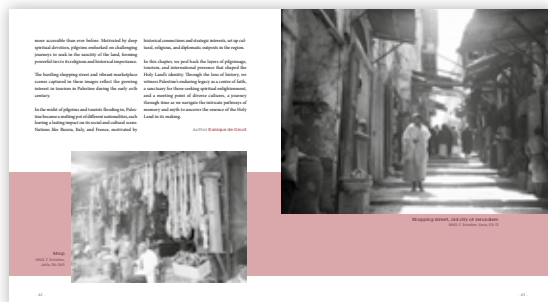 more accessible than ever before. Motivated by deep
spiritual devotion, pilgrims embarked on challenging
journeys to seek in the sanctity of the land, forming
powerful ties to its religious and historical importance.
The bustling shopping street and vibrant marketplace
scenes captured in these images reflect the growing
interest in tourism in Palestine during the early 20th
century.
In the midst of pilgrims and tourists flooding in, Pales-
tine became a melting pot of different nationalities, each
leaving a lasting impact on its social and cultural scene.
Nations like Russia, Italy, and France, motivated by
historical connections and strategic interests, set up cul-
tural, religious, and diplomatic outposts in the region.
In this chapter, we peel back the layers of pilgrimage,
tourism, and international presence that shaped the
Holy Land's identity. Through the lens of history, we
witness Palestine's enduring legacy as a centre of faith,
a sanctuary for those seeking spiritual enlightenment,
and a meeting point of diverse cultures, a journey
through time as we navigate the intricate pathways of
memory and myth to uncover the essence of the Holy
Land in its making.
Author
Shop
Shopping street, old city of Jerusalem